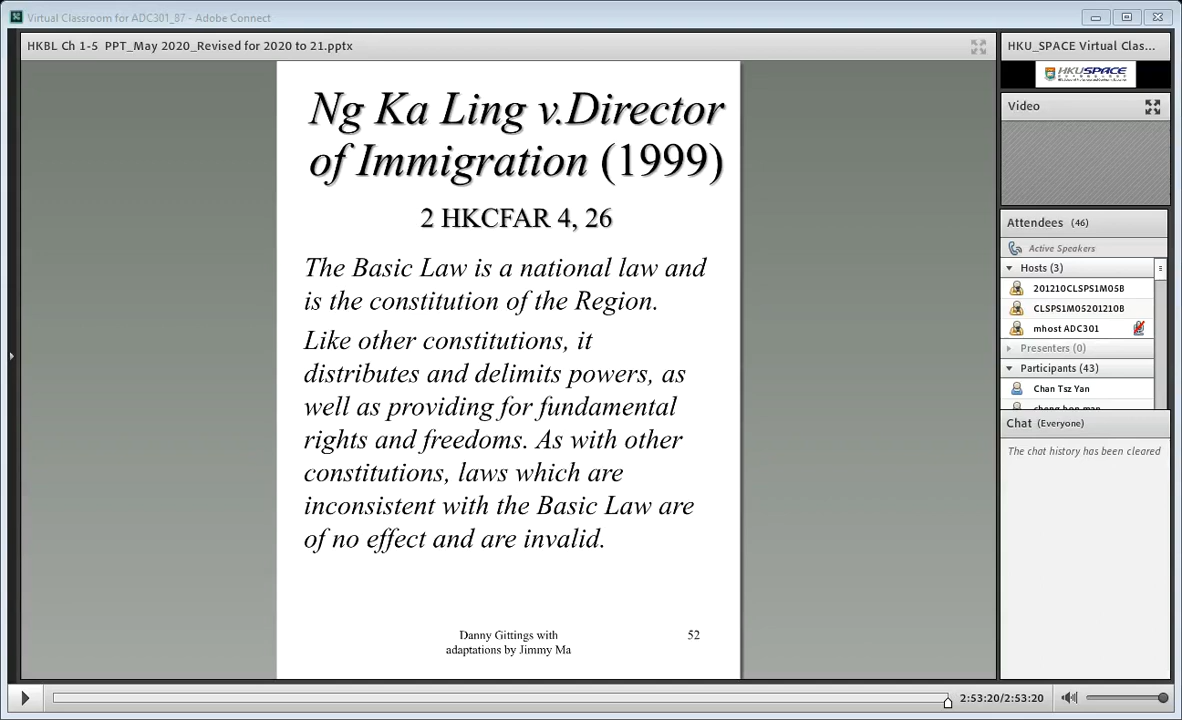 Virtual Classroom for ADC301_87 - Adobe Connect
HKBL Ch 1-5 PPT_May 2020_Revised for 2020 to 21.pptx
Ng Ka Ling v.Director
of Immigration (1999)
2 HKCFAR 4, 26
The Basic Law is a national law and
is the constitution of the Region.
Like other constitutions, it
distributes and delimits powers, as
well as providing for fundamental
rights and freedoms. As with other
constitutions, laws which are
inconsistent with the Basic Law are
of no effect and are invalid.
Danny Gittings with
adaptations by Jimmy Ma
52
HKU_SPACE Virtual Clas...
HKUSPACE
Video
Attendees (46)
Active Speakers
Hosts (3)
201210CLSPS1M05B
CLSPS1M05201210B
mhost ADC301
Presenters (0)
Participants (43)
Chan Tsz Yan
Chat (Everyone)
The chat history has been cleared
2:53:20/2:53:20